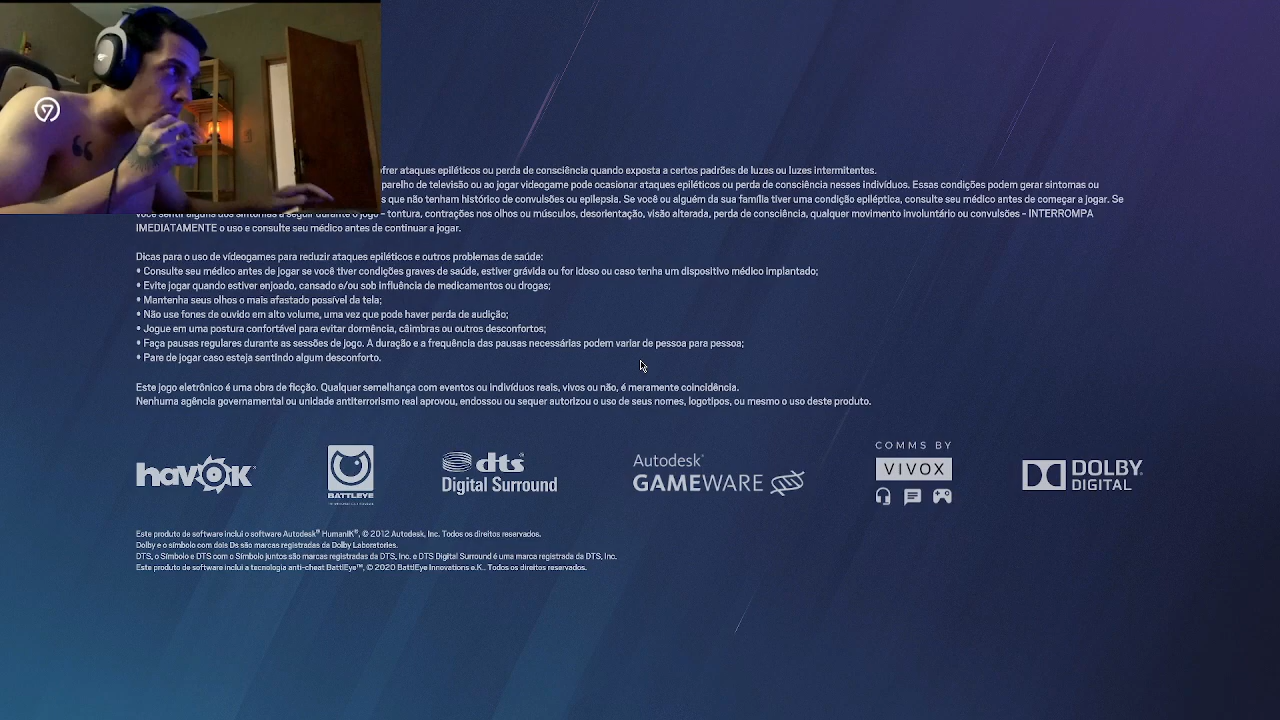 ofrer ataques epiléticos ou perda de consciência quando exposta a certos padrões de luzes ou luzes intermitentes.
parelho de televisão ou ao jogar videogame pode ocasionar ataques epiléticos ou perda de consciência nesses indivíduos. Essas condições podem gerar sintomas ou
s que não tenham histórico de convulsões ou epilepsia. Se você ou alguém da sua família tiver uma condição epiléptica, consulte seu médico antes de começar a jogar. Se
você sentir alguns dos sintomas a seguir durante o jogo - tontura, contrações nos olhos ou músculos, desorientação, visão alterada, perda de consciência, qualquer movimento involuntário ou convulsões - INTERROMPA
IMEDIATAMENTE o uso e consulte seu médico antes de continuar a jogar.
Dicas para o uso de videogames para reduzir ataques epiléticos e outros problemas de saúde:
• Consulte seu médico antes de jogar se você tiver condições graves de saúde, estiver grávida ou for idoso ou caso tenha um dispositivo médico implantado;
• Evite jogar quando estiver enjoado, cansado e/ou sob influência de medicamentos ou drogas;
• Mantenha seus olhos o mais afastado possível da tela;
• Não use fones de ouvido em alto volume, uma vez que pode haver perda de audição;
• Jogue em uma postura confortável para evitar dormência, câimbras ou outros desconfortos;
• Faça pausas regulares durante as sessões de jogo. A duração e a frequência das pausas necessárias podem variar de pessoa para pessoa;
• Pare de jogar caso esteja sentindo algum desconforto.
Este jogo eletrônico é uma obra de ficção. Qualquer semelhança com eventos ou indivíduos reais, vivos ou não, é meramente coincidência.
Nenhuma agência governamental ou unidade antiterrorismo real aprovou, endossou ou sequer autorizou o uso de seus nomes, logotipos, ou mesmo o uso deste produto.
havok
BATTLEYE
dts Digital Surround
Autodesk® GAMEWARE
COMMS BY VIVOX
DOLBY. DIGITAL
Este produto de software inclui o software Autodesk® HumanIK®, © 2012 Autodesk, Inc. Todos os direitos reservados.
Dolby e o símbolo com dois Ds são marcas registradas da Dolby Laboratories.
DTS, o Símbolo e DTS com o Símbolo juntos são marcas registradas da DTS, Inc. e DTS Digital Surround é uma marca registrada da DTS, Inc.
Este produto de software inclui a tecnologia anti-cheat BattlEye™, © 2020 BattlEye Innovations e.K.. Todos os direitos reservados.